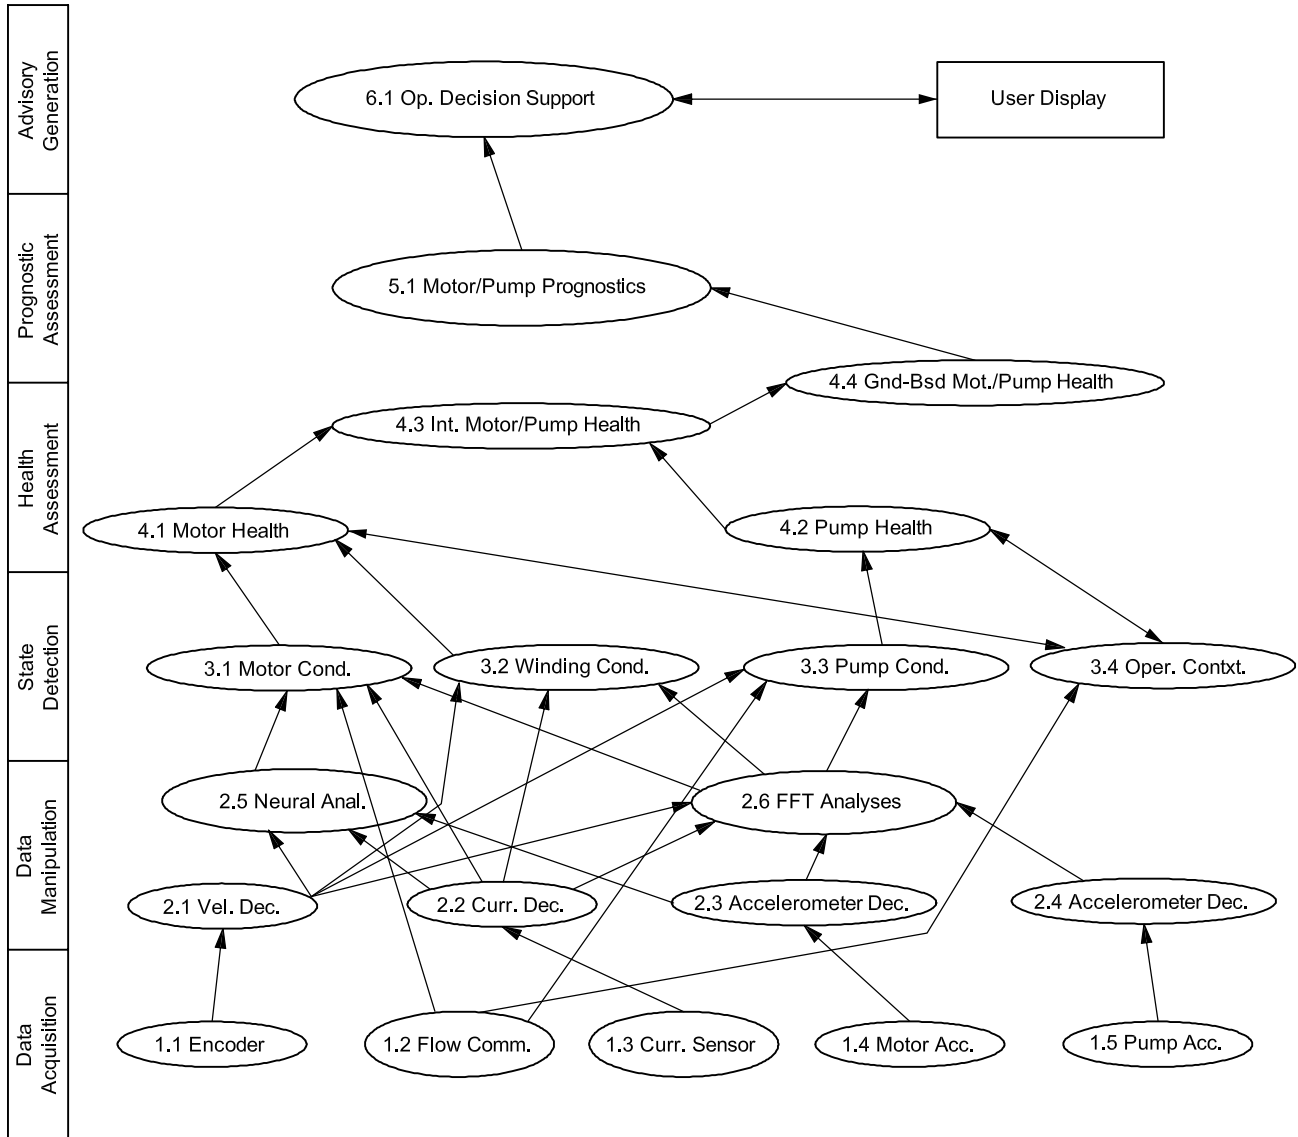 Advisory
Generation
6.1 Op. Decision Support
User Display
Prognostic
Assessment
5.1 Motor/Pump Prognostics
Health
Assessment
4.4 Gnd-Bsd Mot./Pump Health
4.3 Int. Motor/Pump Health
4.1 Motor Health
4.2 Pump Health
State
Detection
3.1 Motor Cond.
3.2 Winding Cond.
3.3 Pump Cond.
3.4 Oper. Contxt.
Data
Manipulation
2.5 Neural Anal.
2.6 FFT Analyses
2.1 Vel. Dec.
2.2 Curr. Dec.
2.3 Accelerometer Dec.
2.4 Accelerometer Dec.
Data
Acquisition
1.1 Encoder
1.2 Flow Comm.
1.3 Curr. Sensor
1.4 Motor Acc.
1.5 Pump Acc.